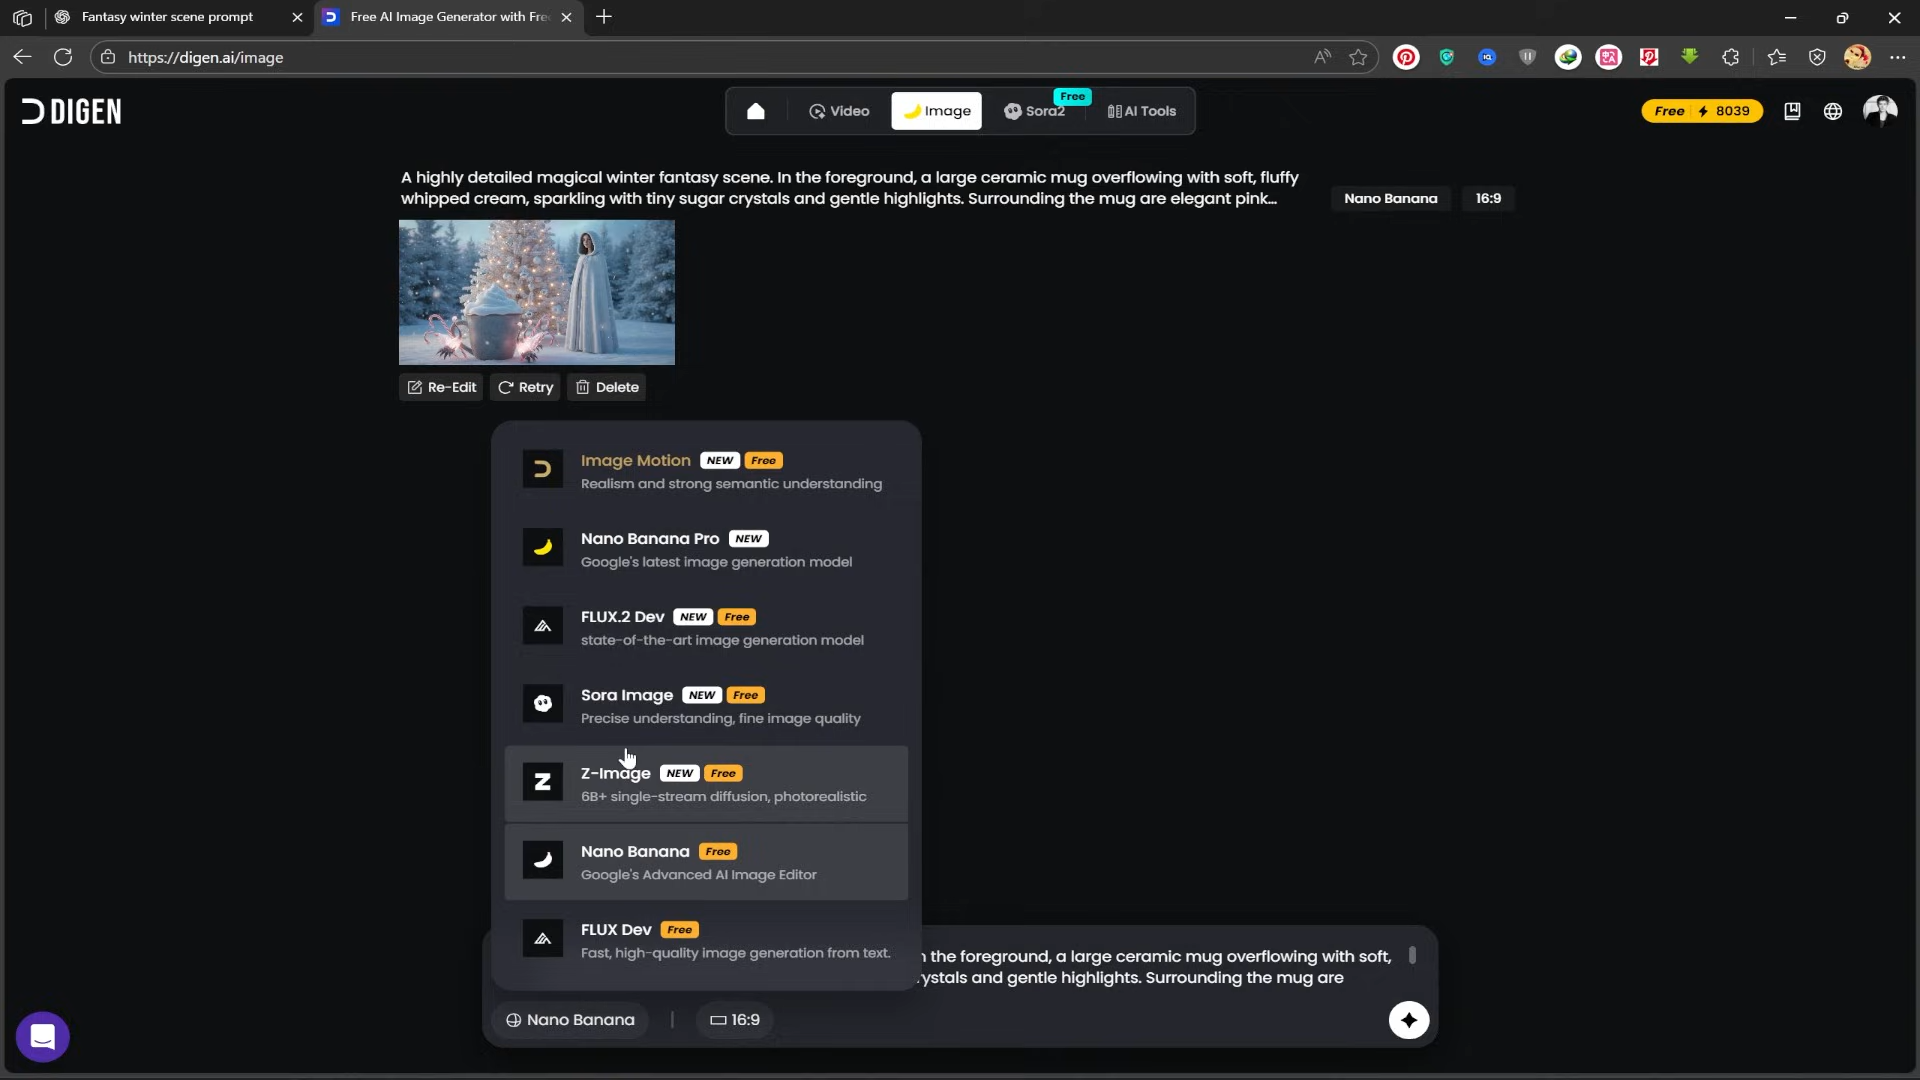 Fantasy winter scene prompt
Free AI Image Generator with Fre
https://digen.ai/image
DIGEN
Video
Image
Sora2
Free
AI Tools
Free 8039
A highly detailed magical winter fantasy scene. In the foreground, a large ceramic mug overflowing with soft, fluffy
whipped cream, sparkling with tiny sugar crystals and gentle highlights. Surrounding the mug are elegant pink...
Nano Banana
16:9
Re-Edit
Retry
Delete
Image Motion NEW Free
Realism and strong semantic understanding
Nano Banana Pro NEW
Google's latest image generation model
FLUX.2 Dev NEW Free
state-of-the-art image generation model
Sora Image NEW Free
Precise understanding, fine image quality
Z-Image NEW Free
6B+ single-stream diffusion, photorealistic
Nano Banana Free
Google's Advanced AI Image Editor
FLUX Dev Free
Fast, high-quality image generation from text.
n the foreground, a large ceramic mug overflowing with soft,
rystals and gentle highlights. Surrounding the mug are
Nano Banana
16:9